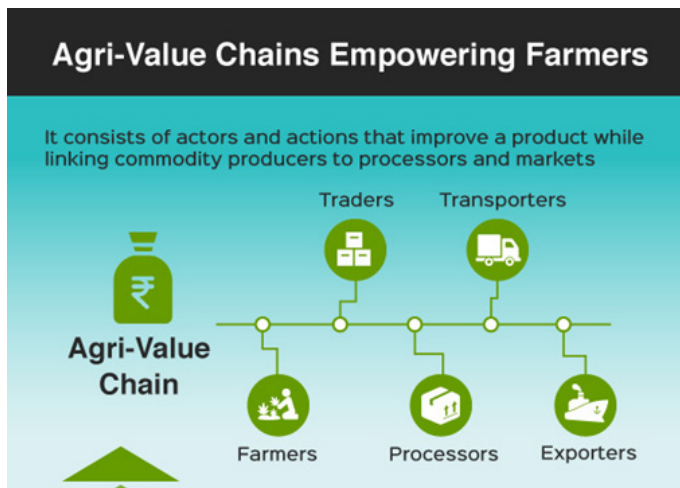 Agri-Value Chains Empowering Farmers
It consists of actors and actions that improve a product while
linking commodity producers to processors and markets
Traders
Transporters
₹
Agri-Value
Chain
Farmers
Processors
Exporters